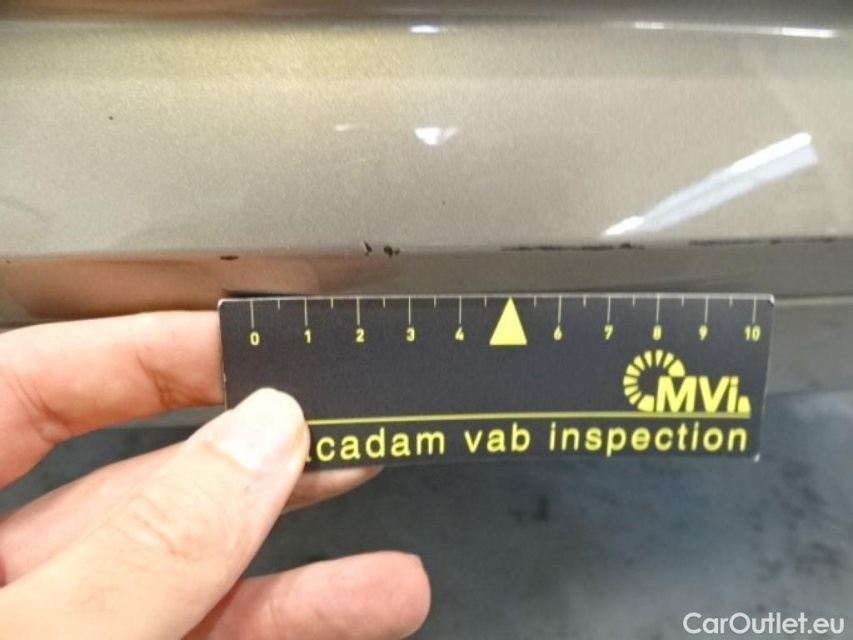 0 1 2 3 4 6 7 8 9 10
MVi.
cadam vab inspection
CarOutlet.eu